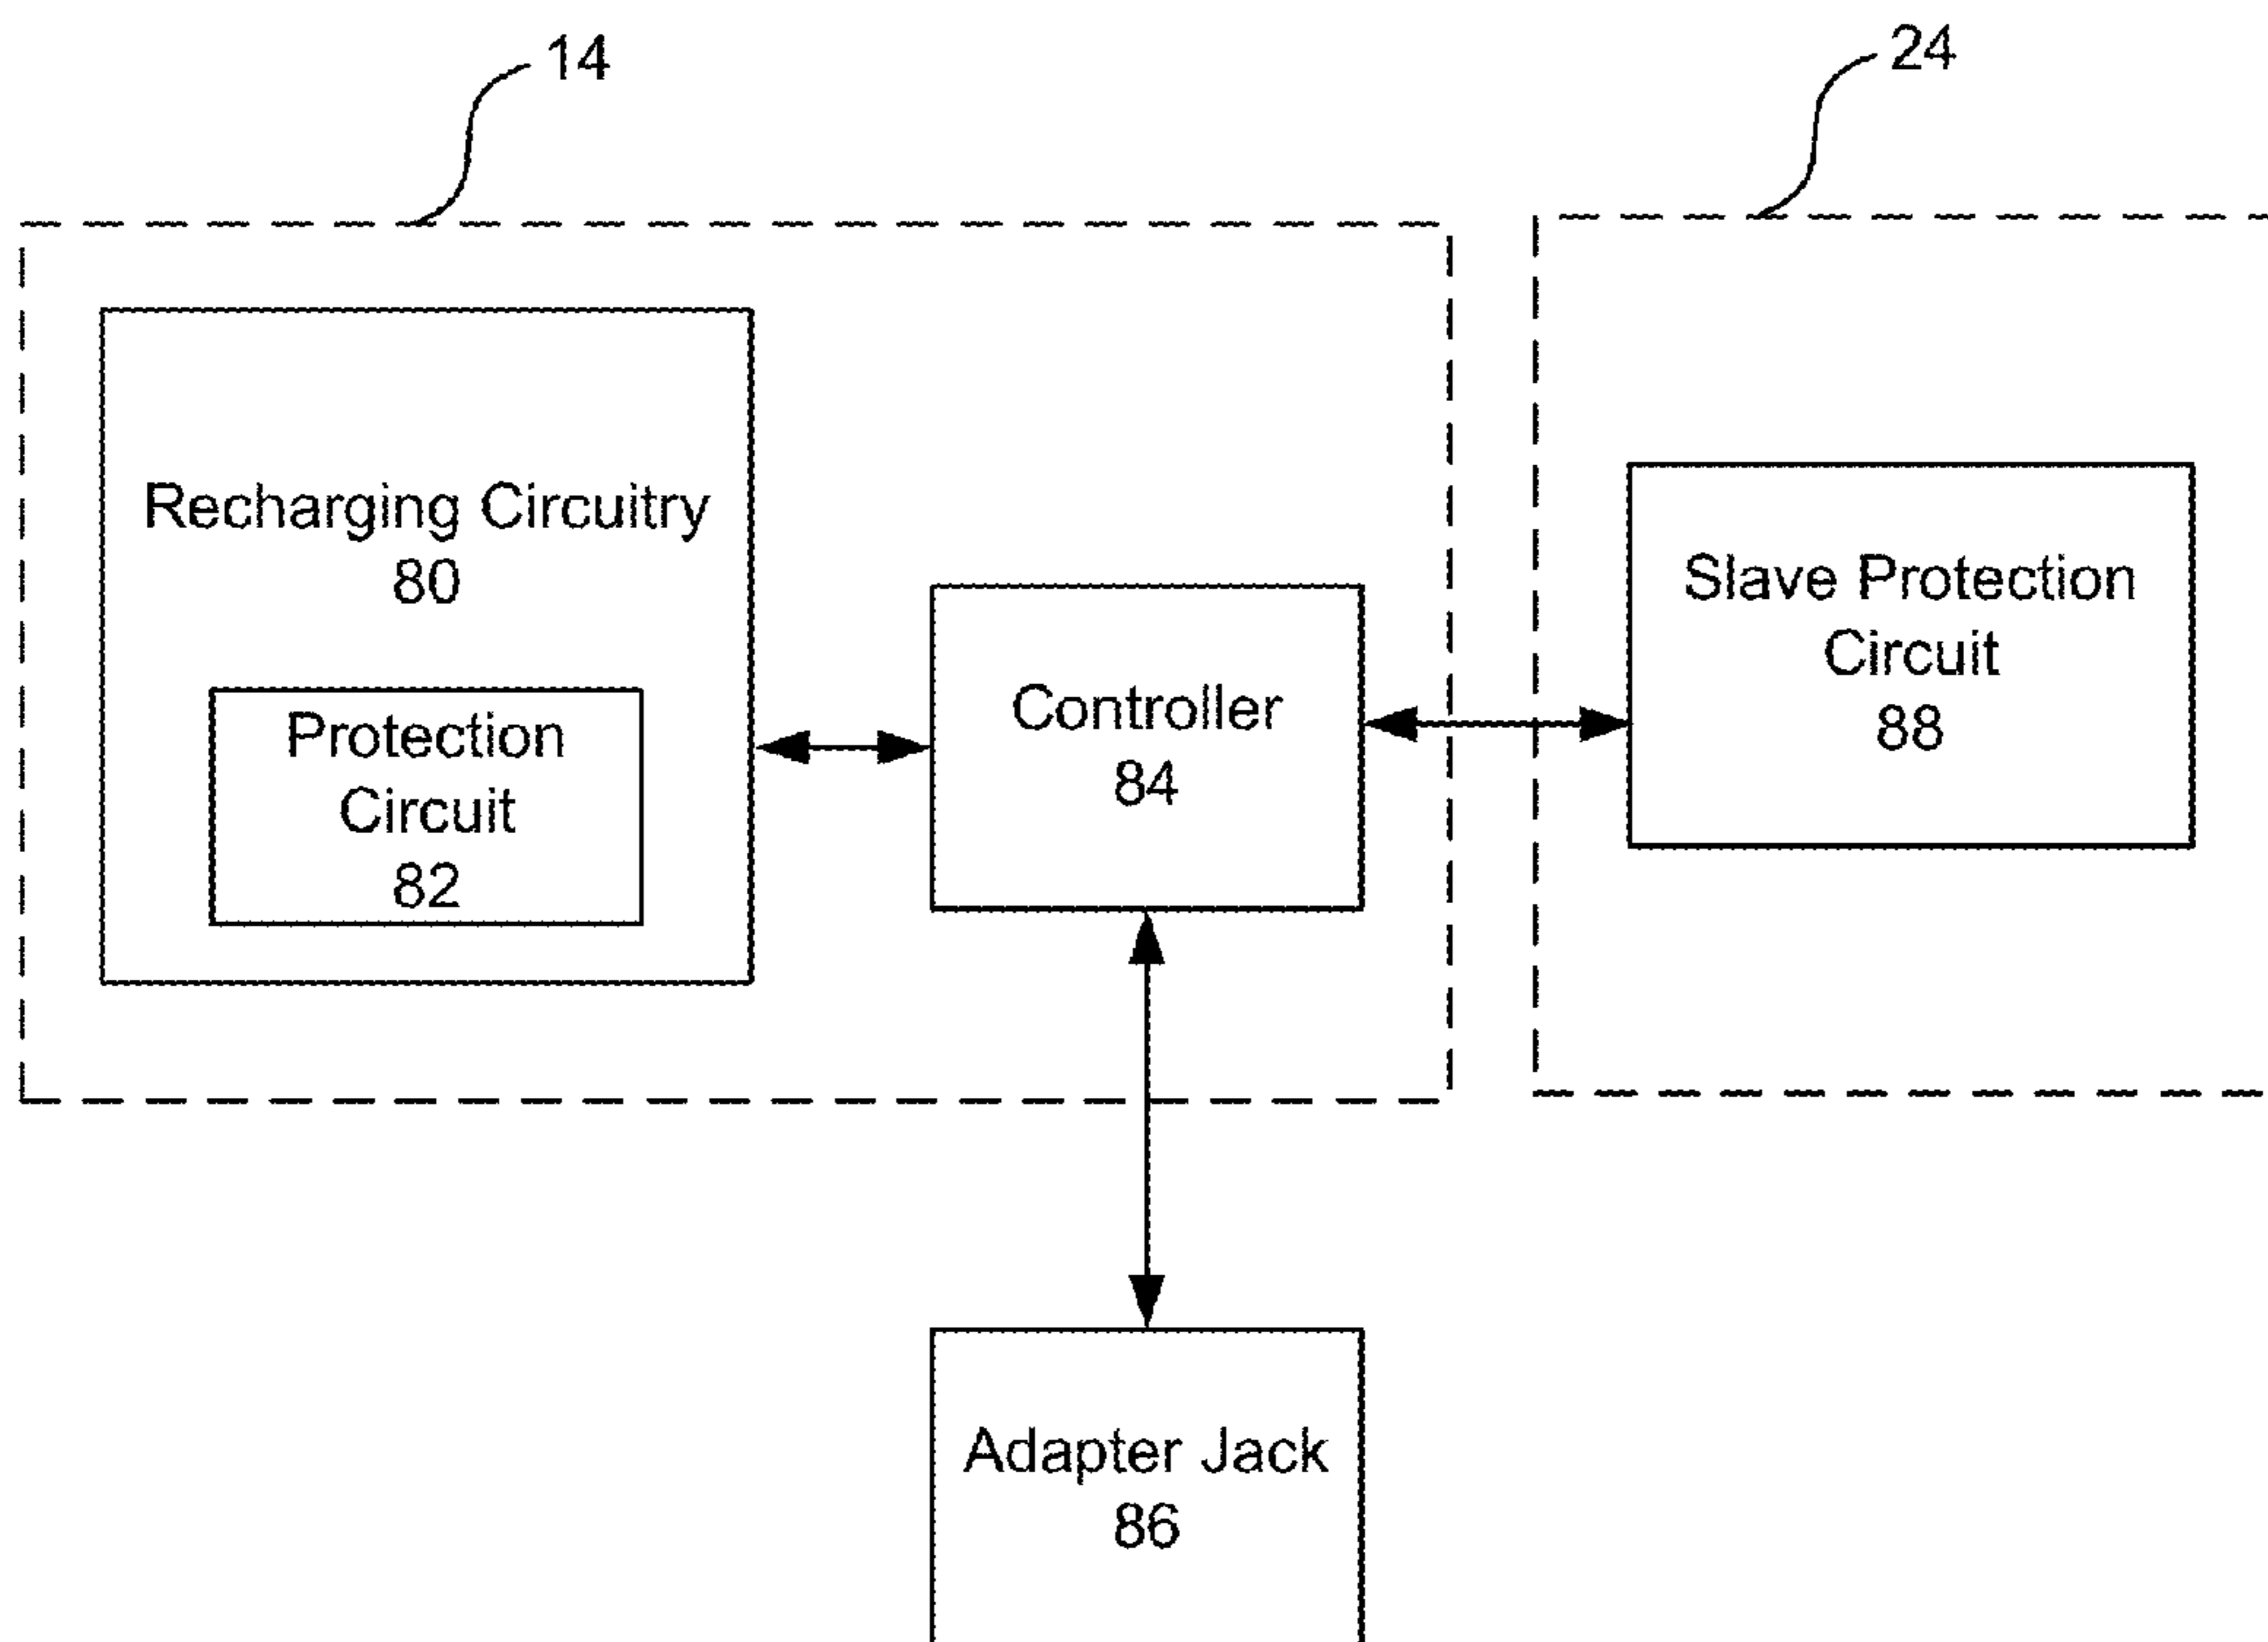 14
24
Recharging Circuitry
80
Protection
Circuit
82
Controller
84
Slave Protection
Circuit
88
Adapter Jack
86